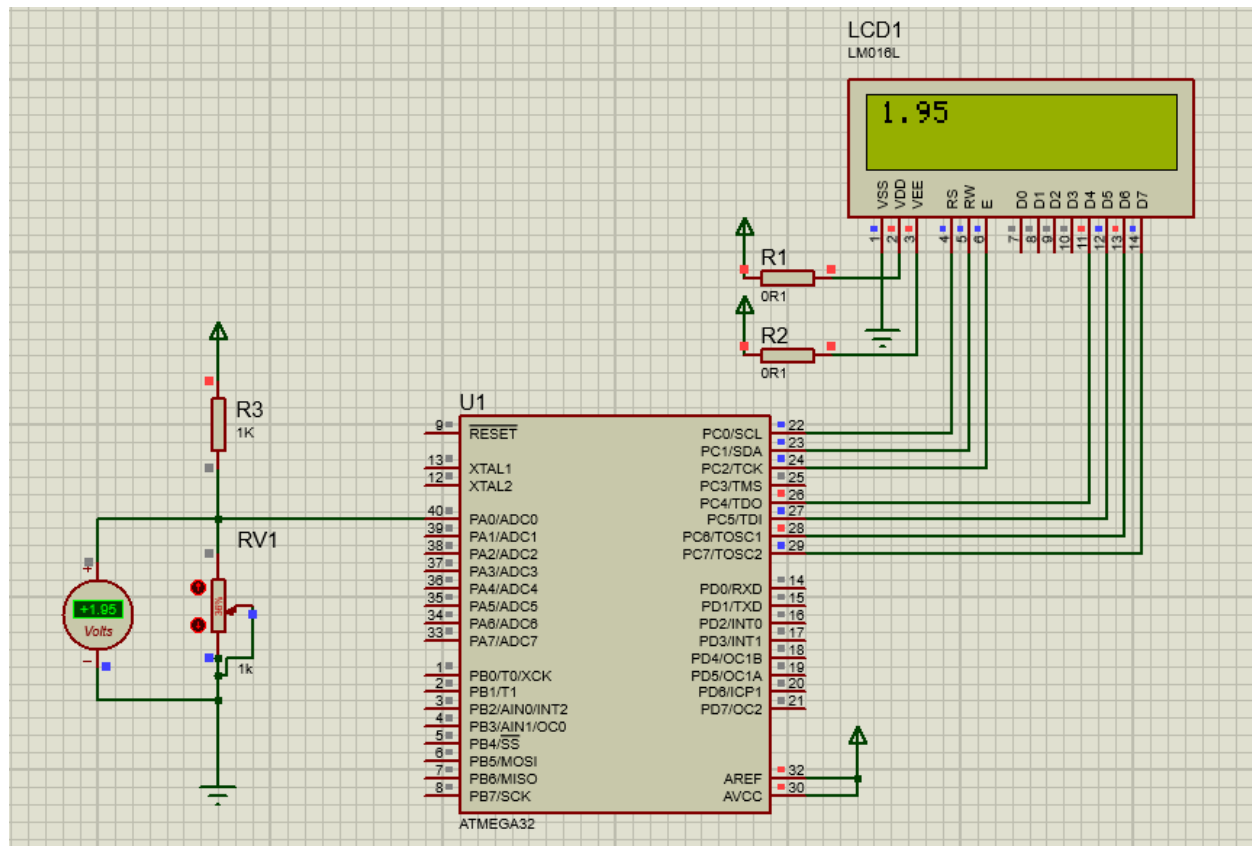 LCD1
LM016L
1.95
VSS
VDD
VEE
RS
RW
E
D0
D1
D2
D3
D4
D5
D6
D7
1
2
3
4
5
6
7
8
9
10
11
12
13
14
R1
0R1
R2
0R1
R3
1K
RV1
36%
1k
+
+1.95
Volts
−
U1
9 RESET
13 XTAL1
12 XTAL2
40 PA0/ADC0
39 PA1/ADC1
38 PA2/ADC2
37 PA3/ADC3
36 PA4/ADC4
35 PA5/ADC5
34 PA6/ADC6
33 PA7/ADC7
1 PB0/T0/XCK
2 PB1/T1
3 PB2/AIN0/INT2
4 PB3/AIN1/OC0
5 PB4/SS
6 PB5/MOSI
7 PB6/MISO
8 PB7/SCK
PC0/SCL 22
PC1/SDA 23
PC2/TCK 24
PC3/TMS 25
PC4/TDO 26
PC5/TDI 27
PC6/TOSC1 28
PC7/TOSC2 29
PD0/RXD 14
PD1/TXD 15
PD2/INT0 16
PD3/INT1 17
PD4/OC1B 18
PD5/OC1A 19
PD6/ICP1 20
PD7/OC2 21
AREF 32
AVCC 30
ATMEGA32